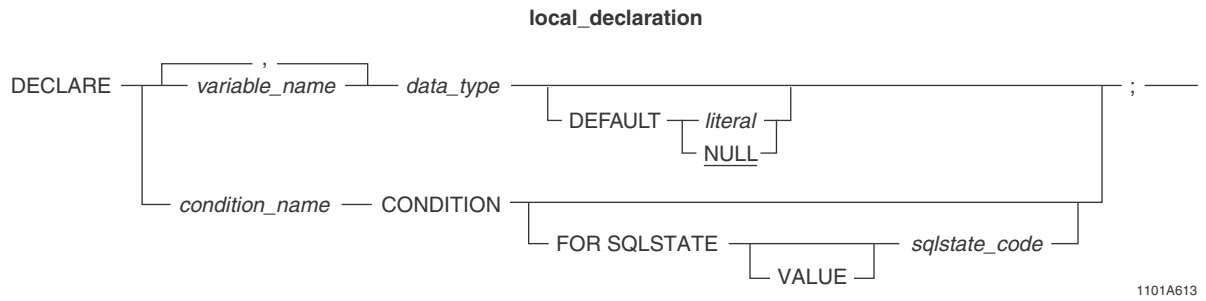 local_declaration
,
DECLARE variable_name data_type ;
DEFAULT literal
NULL
condition_name CONDITION
FOR SQLSTATE sqlstate_code
VALUE
1101A613